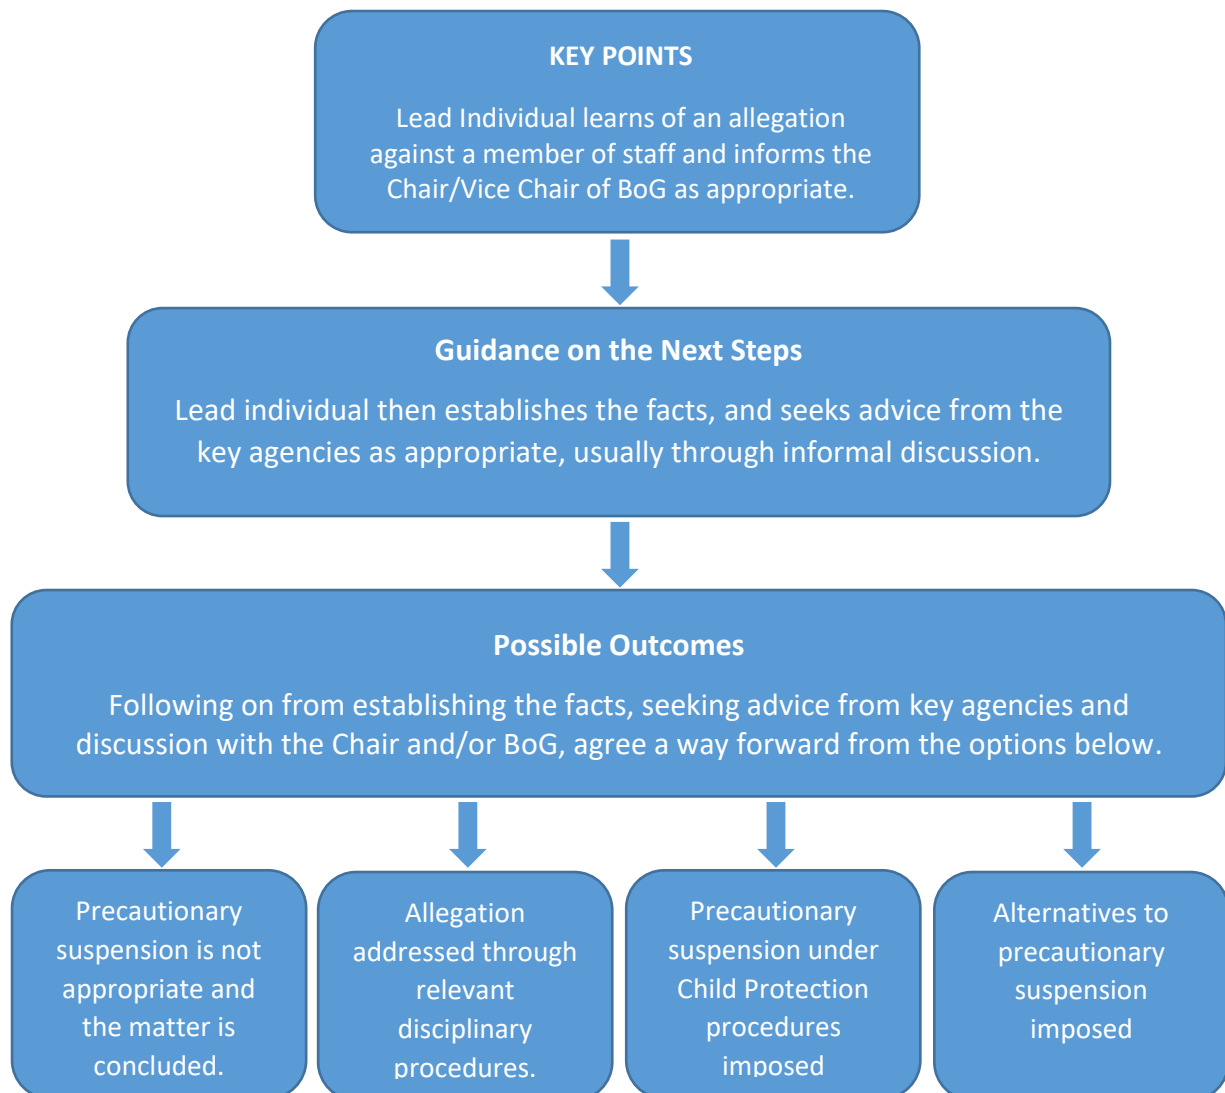 KEY POINTS
Lead Individual learns of an allegation
against a member of staff and informs the
Chair/Vice Chair of BoG as appropriate.
Guidance on the Next Steps
Lead individual then establishes the facts, and seeks advice from the
key agencies as appropriate, usually through informal discussion.
Possible Outcomes
Following on from establishing the facts, seeking advice from key agencies and
discussion with the Chair and/or BoG, agree a way forward from the options below.
Precautionary
suspension is not
appropriate and
the matter is
concluded.
Allegation
addressed through
relevant
disciplinary
procedures.
Precautionary
suspension under
Child Protection
procedures
imposed
Alternatives to
precautionary
suspension
imposed